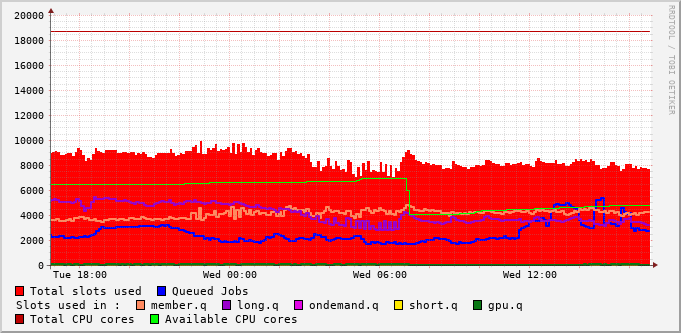 20000
18000
16000
14000
12000
10000
8000
6000
4000
2000
0
Tue 18:00 Wed 00:00 Wed 06:00 Wed 12:00
RRDTOOL / TOBI OETIKER
Total slots used Queued Jobs
Slots used in : member.q long.q ondemand.q short.q gpu.q
Total CPU cores Available CPU cores